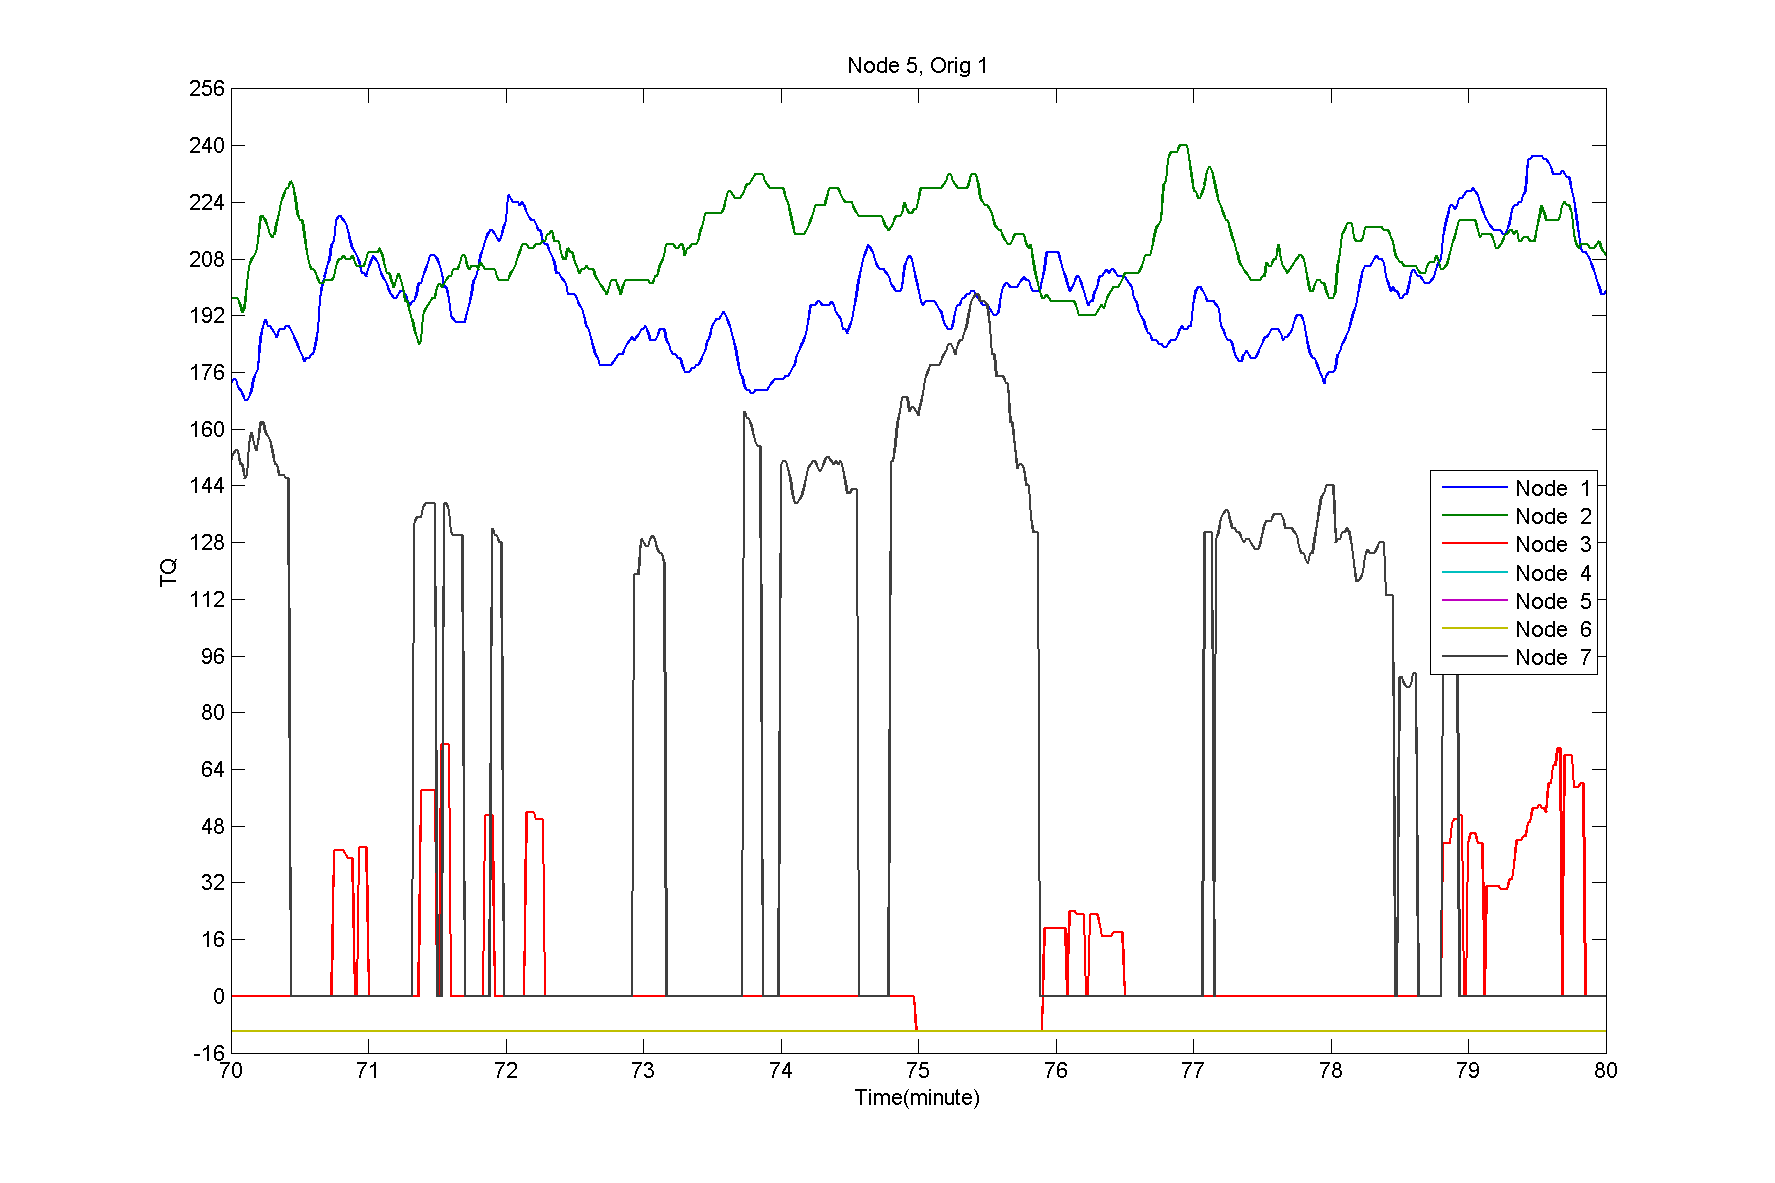 Node 5, Orig 1
256
240
224
208
192
176
160
144
128
112
96
80
64
48
32
16
0
-16
TQ
Node 1
Node 2
Node 3
Node 4
Node 5
Node 6
Node 7
70 71 72 73 74 75 76 77 78 79 80
Time(minute)